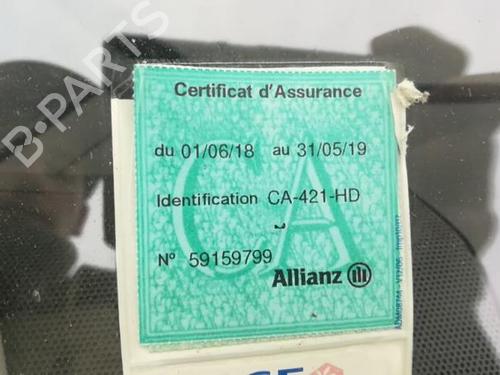 B-PARTS
Certificat d'Assurance
du 01/06/18 au 31/05/19
Identification CA-421-HD
CA
N° 59159799
Allianz